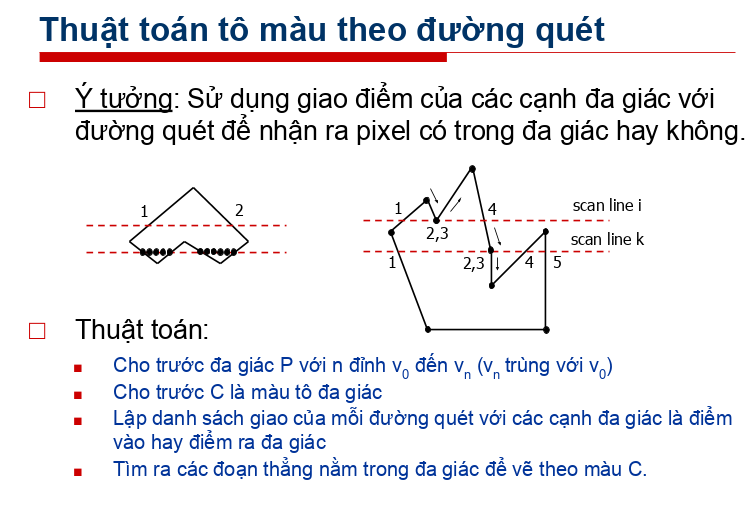 Thuật toán tô màu theo đường quét
Ý tưởng: Sử dụng giao điểm của các cạnh đa giác với
đường quét để nhận ra pixel có trong đa giác hay không.
1
2
1
4
scan line i
2,3
scan line k
1
2,3
4
5
Thuật toán:
Cho trước đa giác P với n đỉnh v0 đến vn (vn trùng với v0)
Cho trước C là màu tô đa giác
Lập danh sách giao của mỗi đường quét với các cạnh đa giác là điểm
vào hay điểm ra đa giác
Tìm ra các đoạn thẳng nằm trong đa giác để vẽ theo màu C.